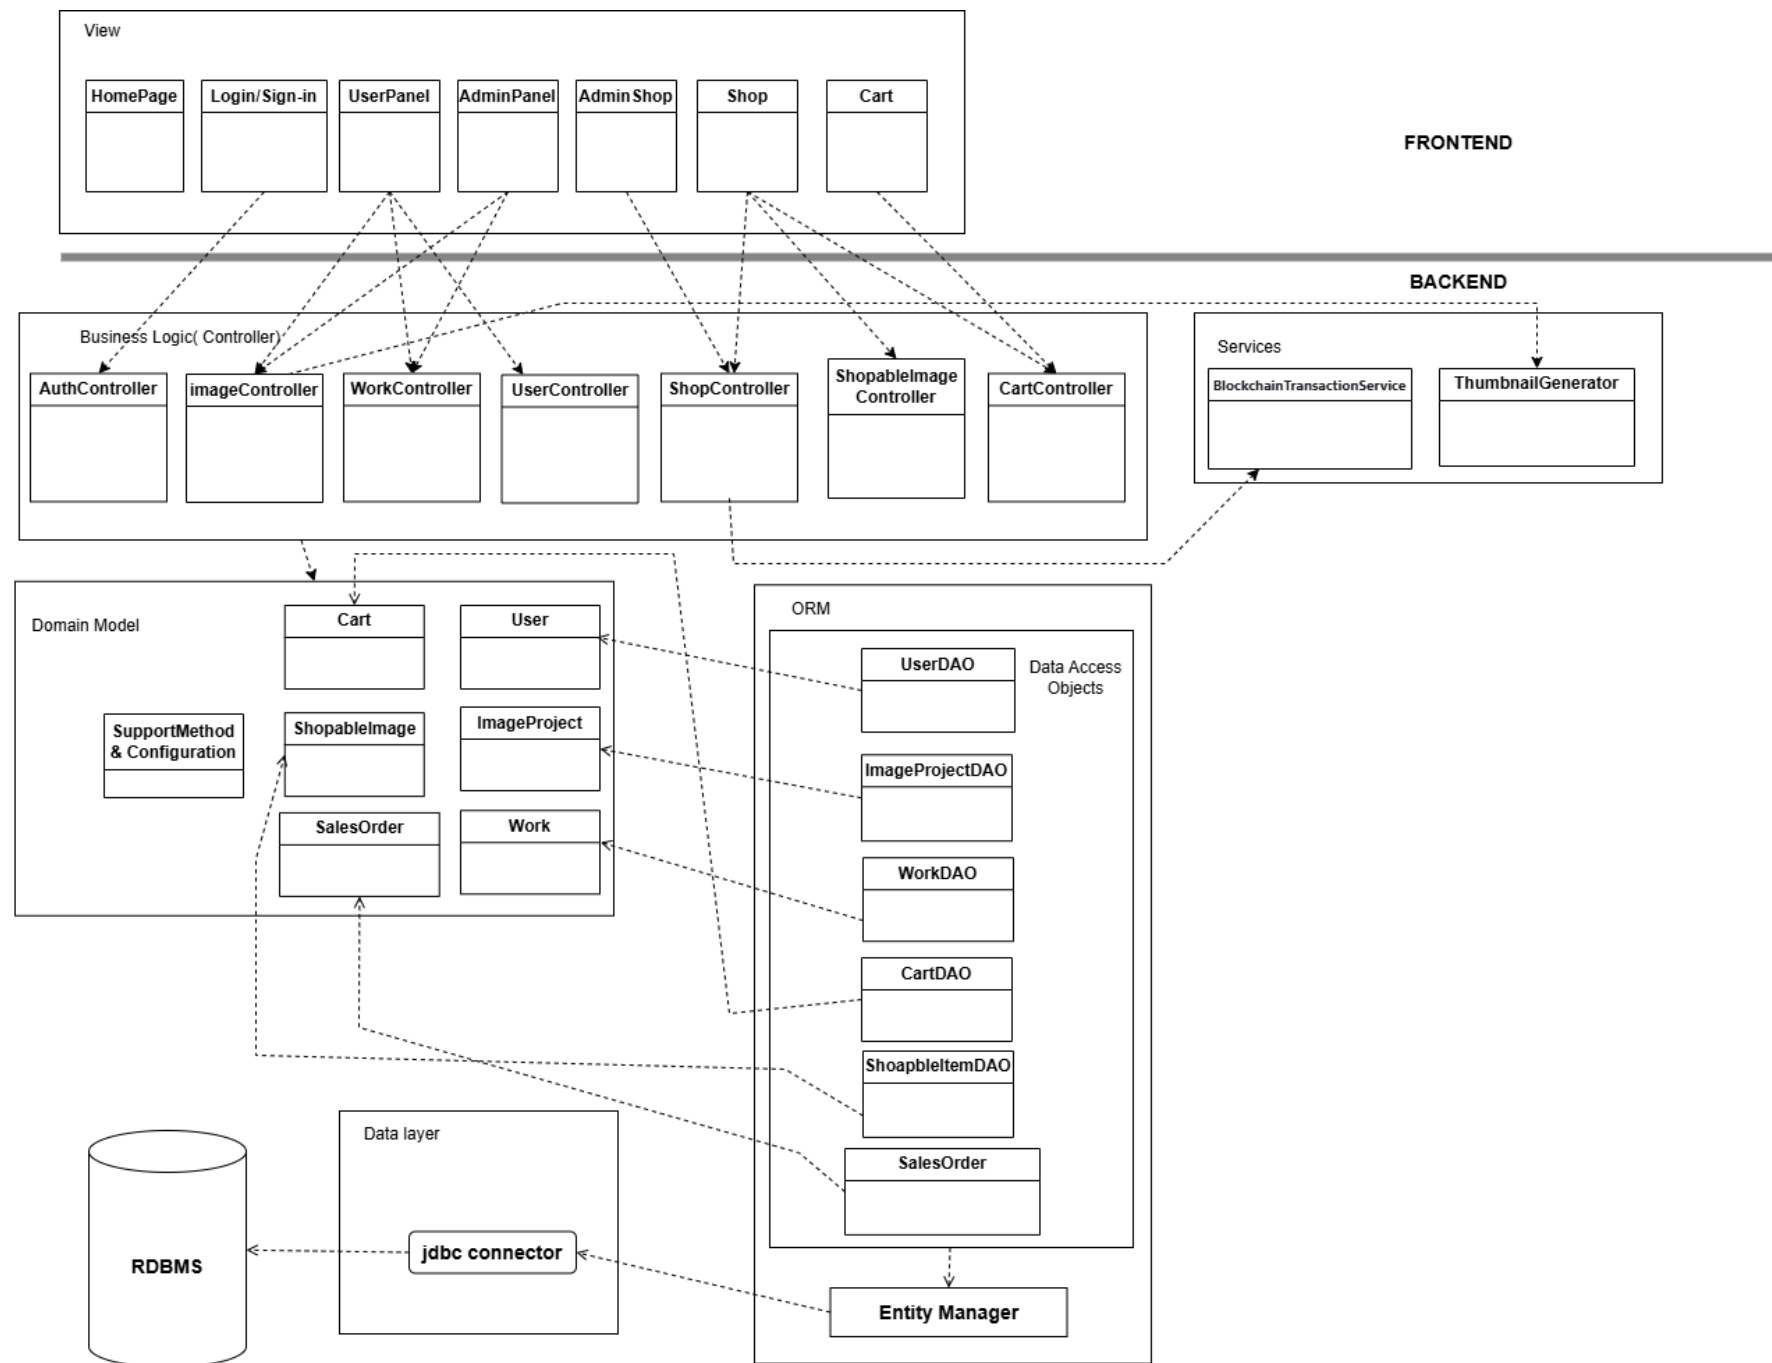 View
HomePage
Login/Sign-in
UserPanel
AdminPanel
AdminShop
Shop
Cart
FRONTEND
BACKEND
Business Logic( Controller)
AuthController
imageController
WorkController
UserController
ShopController
ShopableImage
Controller
CartController
Services
BlockchainTransactionService
ThumbnailGenerator
Domain Model
Cart
User
SupportMethod
& Configuration
ShopableImage
ImageProject
SalesOrder
Work
ORM
Data Access
Objects
UserDAO
ImageProjectDAO
WorkDAO
CartDAO
ShoapbleItemDAO
SalesOrder
Entity Manager
Data layer
jdbc connector
RDBMS